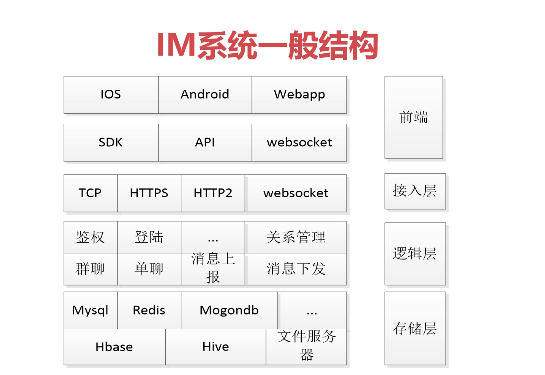 IM系统一般结构
IOS Android Webapp
前端
SDK API websocket
TCP HTTPS HTTP2 websocket
接入层
鉴权 登陆 ... 关系管理
逻辑层
群聊 单聊 消息上报 消息下发
Mysql Redis Mogondb ...
存储层
Hbase Hive 文件服务器